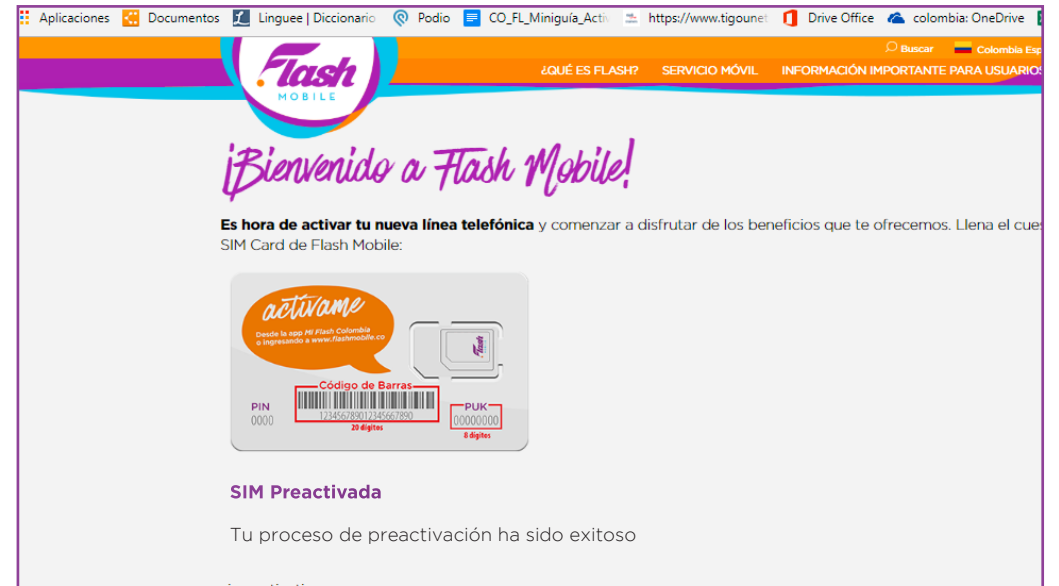 Aplicaciones Documentos Linguee | Diccionario Podio CO_FL_Miniguía_Activ https://www.tigounet Drive Office colombia: OneDrive
Buscar Colombia Esp
Flash
MOBILE
¿QUÉ ES FLASH? SERVICIO MÓVIL INFORMACIÓN IMPORTANTE PARA USUARIOS
¡Bienvenido a Flash Mobile!
Es hora de activar tu nueva línea telefónica y comenzar a disfrutar de los beneficios que te ofrecemos. Llena el cues
SIM Card de Flash Mobile:
actívame
Desde la app Mi Flash Colombia
o ingresando a www.flashmobile.co
Flash
Código de Barras
PIN
0000
12345678901234567890
20 dígitos
PUK
00000000
8 dígitos
SIM Preactivada
Tu proceso de preactivación ha sido exitoso